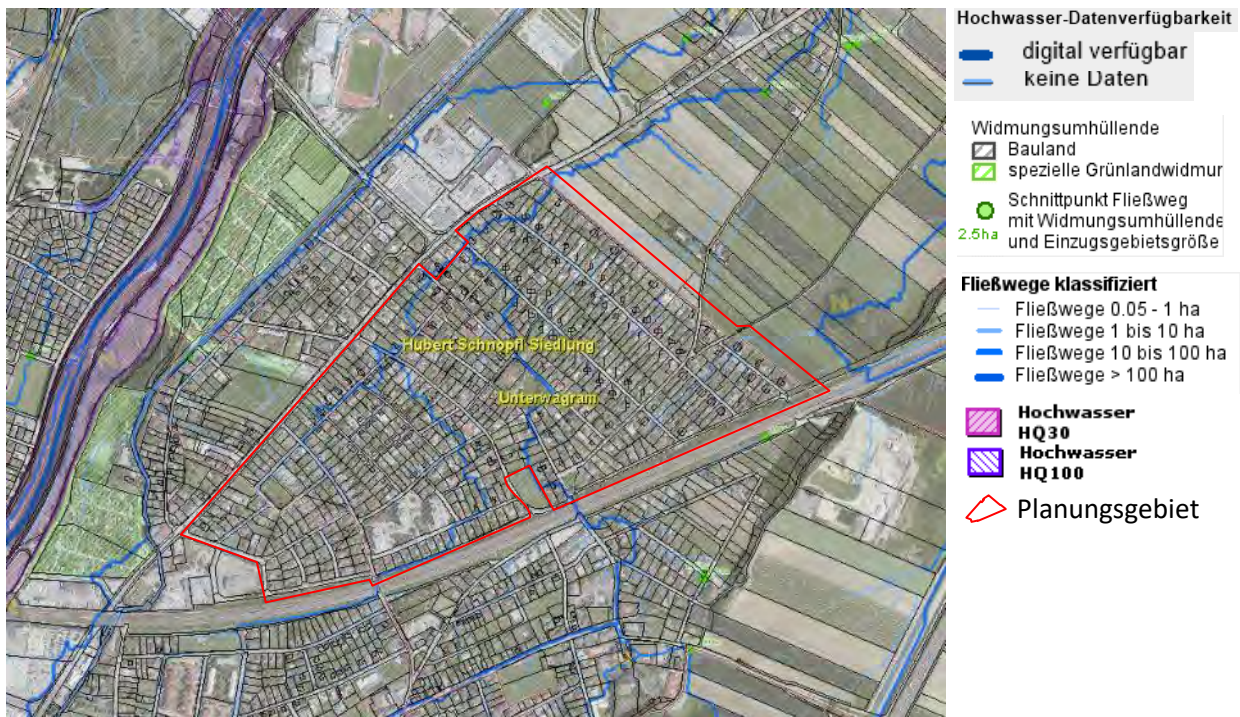 Hochwasser-Datenverfügbarkeit
digital verfügbar
keine Daten
Widmungsumhüllende
Bauland
spezielle Grünlandwidmur
Schnittpunkt Fließweg
mit Widmungsumhüllende
2.5ha und Einzugsgebietsgröße
Fließwege klassifiziert
Fließwege 0.05 - 1 ha
Fließwege 1 bis 10 ha
Fließwege 10 bis 100 ha
Fließwege > 100 ha
Hochwasser
HQ30
Hochwasser
HQ100
Planungsgebiet
Hubert Schnopfl Siedlung
Unterwagram